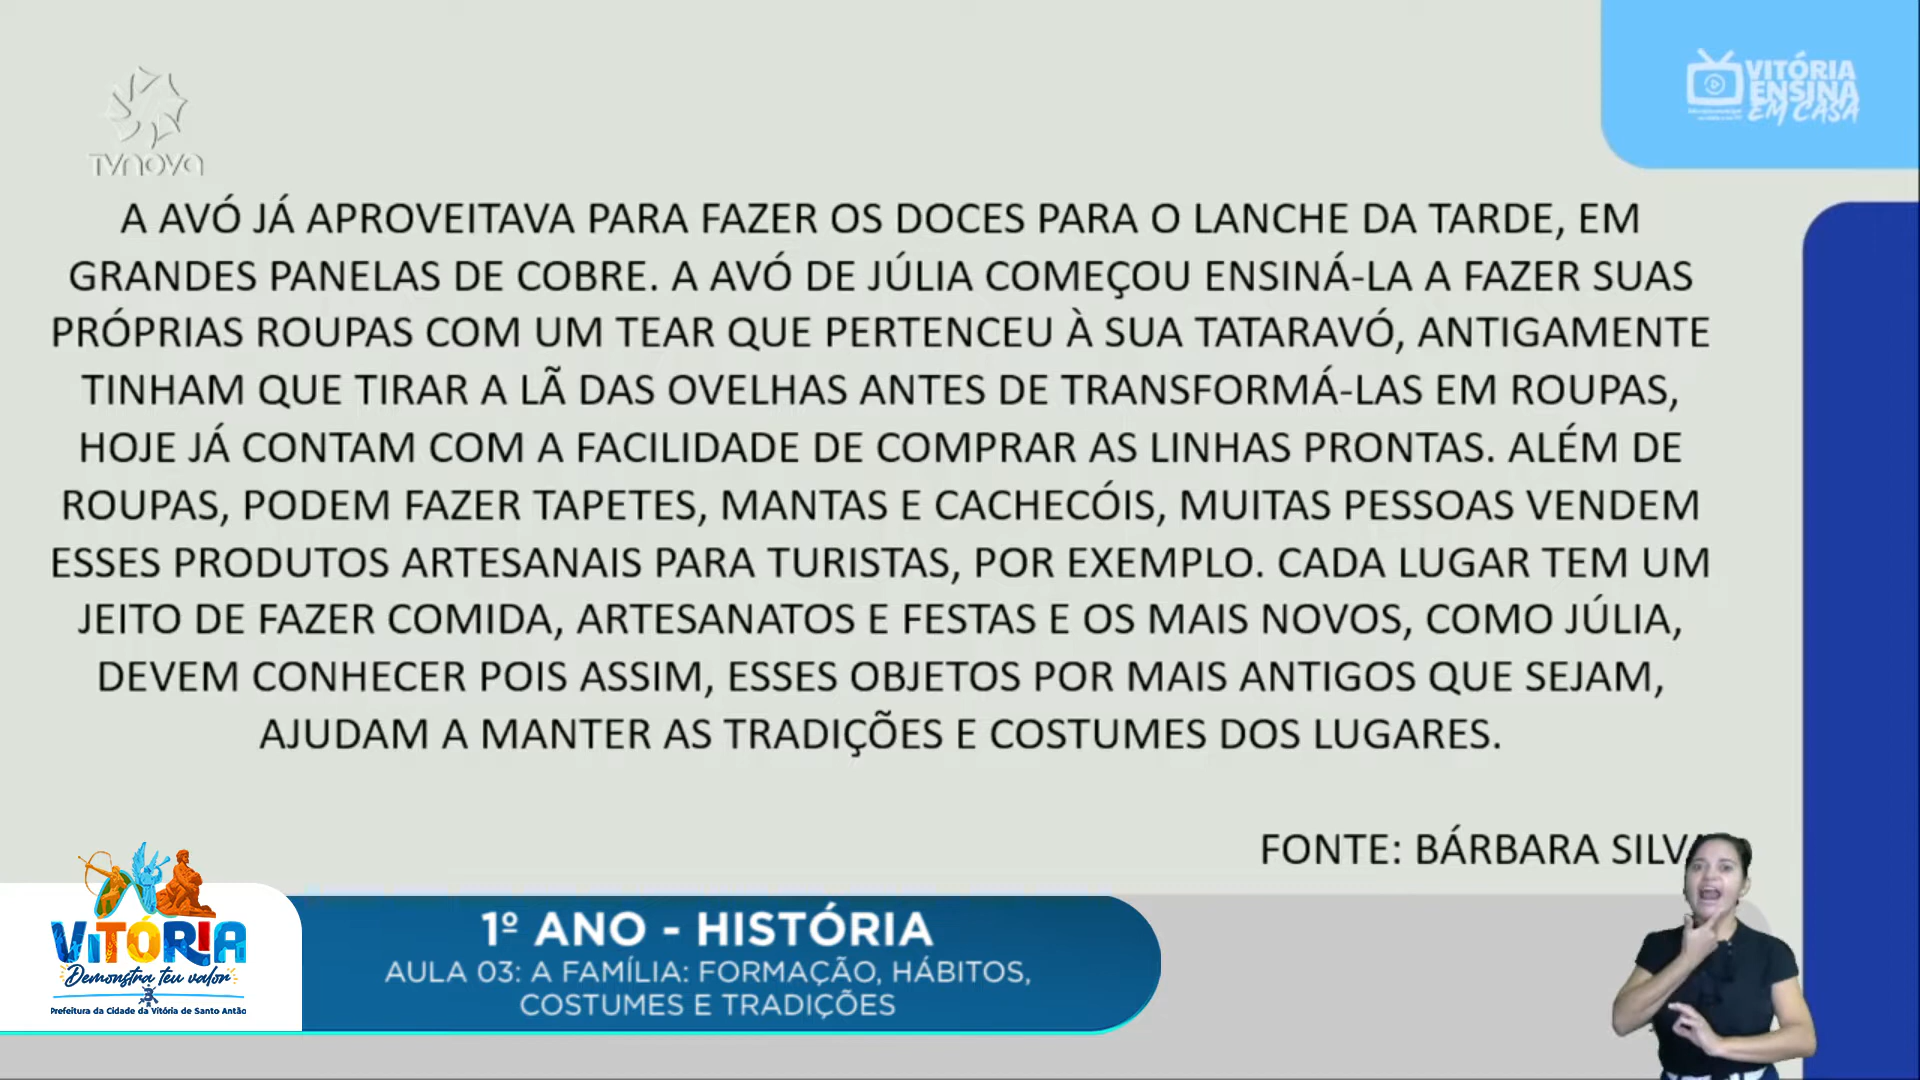 TVNOVA
VITÓRIA
ENSINA
EM CASA
A AVÓ JÁ APROVEITAVA PARA FAZER OS DOCES PARA O LANCHE DA TARDE, EM
GRANDES PANELAS DE COBRE. A AVÓ DE JÚLIA COMEÇOU ENSINÁ-LA A FAZER SUAS
PRÓPRIAS ROUPAS COM UM TEAR QUE PERTENCEU À SUA TATARAVÓ, ANTIGAMENTE
TINHAM QUE TIRAR A LÃ DAS OVELHAS ANTES DE TRANSFORMÁ-LAS EM ROUPAS,
HOJE JÁ CONTAM COM A FACILIDADE DE COMPRAR AS LINHAS PRONTAS. ALÉM DE
ROUPAS, PODEM FAZER TAPETES, MANTAS E CACHECÓIS, MUITAS PESSOAS VENDEM
ESSES PRODUTOS ARTESANAIS PARA TURISTAS, POR EXEMPLO. CADA LUGAR TEM UM
JEITO DE FAZER COMIDA, ARTESANATOS E FESTAS E OS MAIS NOVOS, COMO JÚLIA,
DEVEM CONHECER POIS ASSIM, ESSES OBJETOS POR MAIS ANTIGOS QUE SEJAM,
AJUDAM A MANTER AS TRADIÇÕES E COSTUMES DOS LUGARES.
FONTE: BÁRBARA SILVA
VITÓRIA
Demonstra teu valor
Prefeitura da Cidade da Vitória de Santo Antão
1º ANO - HISTÓRIA
AULA 03: A FAMÍLIA: FORMAÇÃO, HÁBITOS,
COSTUMES E TRADIÇÕES